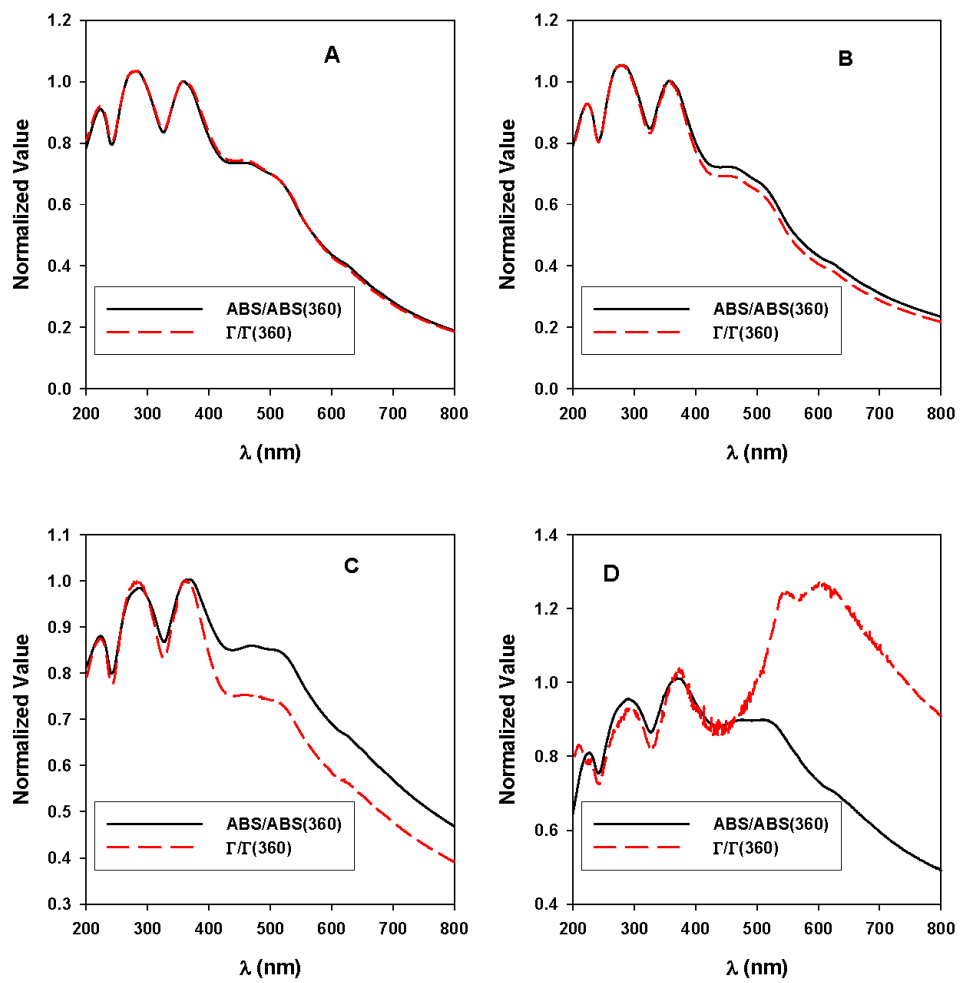 1.2
1.0
0.8
0.6
0.4
0.2
0.0
Normalized Value
A
ABS/ABS(360)
Γ/Γ(360)
200 300 400 500 600 700 800
λ (nm)
1.2
1.0
0.8
0.6
0.4
0.2
0.0
Normalized Value
B
ABS/ABS(360)
Γ/Γ(360)
200 300 400 500 600 700 800
λ (nm)
1.1
1.0
0.9
0.8
0.7
0.6
0.5
0.4
0.3
Normalized Value
C
ABS/ABS(360)
Γ/Γ(360)
200 300 400 500 600 700 800
λ (nm)
1.4
1.2
1.0
0.8
0.6
0.4
Normalized Value
D
ABS/ABS(360)
Γ/Γ(360)
200 300 400 500 600 700 800
λ (nm)